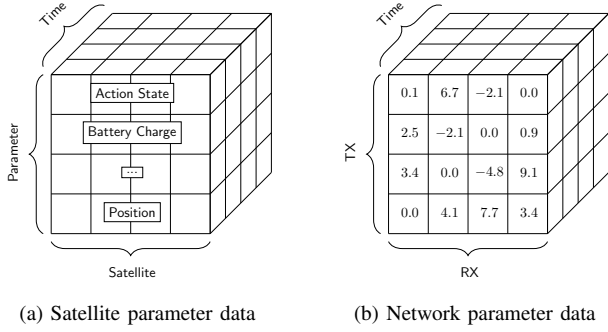 Time
Parameter
Action State
Battery Charge
...
Position
Satellite
(a) Satellite parameter data
Time
TX
0.1 6.7 −2.1 0.0
2.5 −2.1 0.0 0.9
3.4 0.0 −4.8 9.1
0.0 4.1 7.7 3.4
RX
(b) Network parameter data